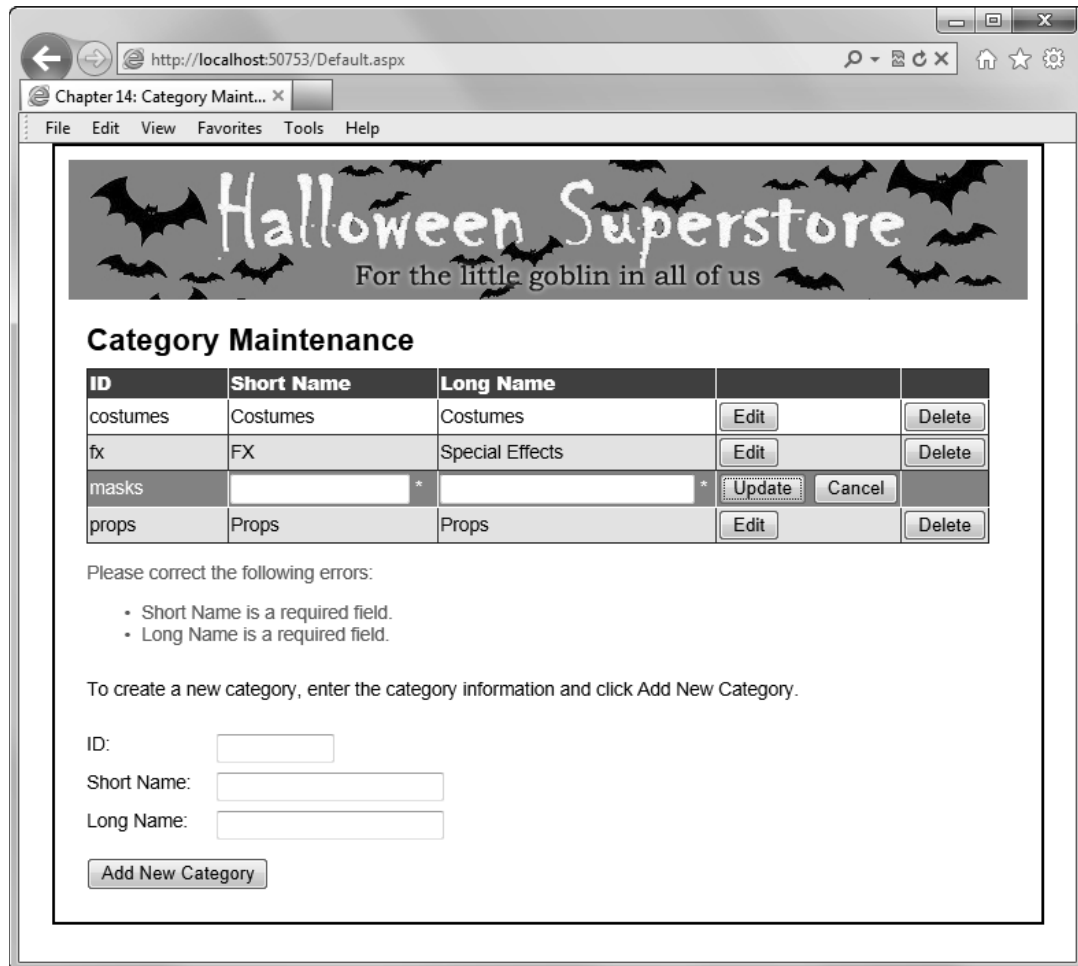 http://localhost:50753/Default.aspx
Chapter 14: Category Maint...
File Edit View Favorites Tools Help
Halloween Superstore
For the little goblin in all of us
Category Maintenance
ID Short Name Long Name
costumes Costumes Costumes Edit Delete
fx FX Special Effects Edit Delete
masks * * Update Cancel
props Props Props Edit Delete
Please correct the following errors:
• Short Name is a required field.
• Long Name is a required field.
To create a new category, enter the category information and click Add New Category.
ID:
Short Name:
Long Name:
Add New Category